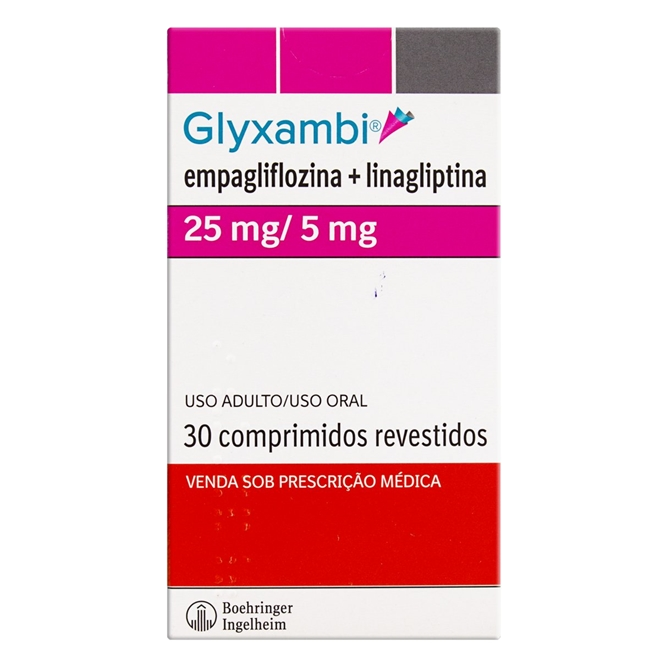 Glyxambi®
empagliflozina + linagliptina
25 mg/ 5 mg
USO ADULTO/USO ORAL
30 comprimidos revestidos
VENDA SOB PRESCRIÇÃO MÉDICA
Boehringer
Ingelheim